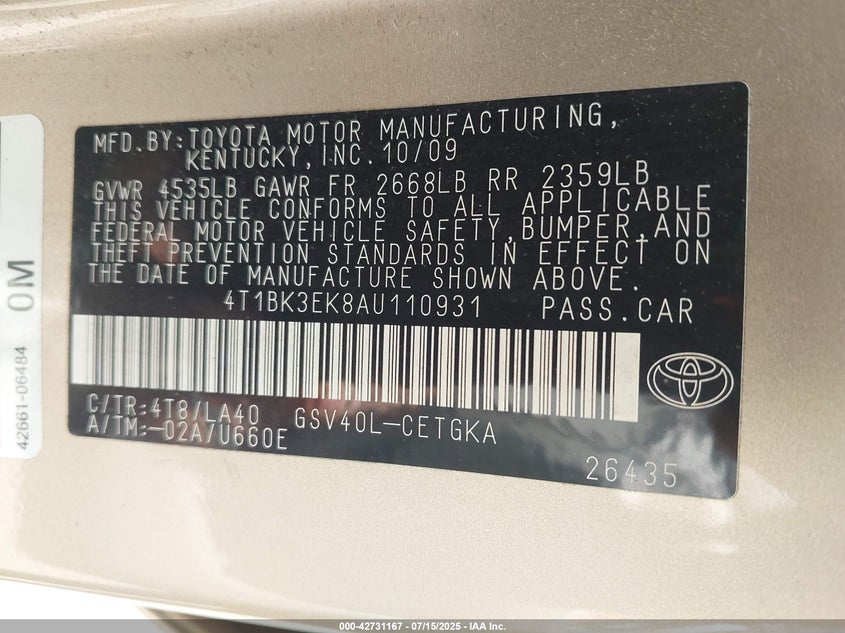 MFD.BY:TOYOTA MOTOR MANUFACTURING,
KENTUCKY,INC.10/09
GVWR 4535LB GAWR FR 2668LB RR 2359LB
THIS VEHICLE CONFORMS TO ALL APPLICABLE
FEDERAL MOTOR VEHICLE SAFETY,BUMPER,AND
THEFT PREVENTION STANDARDS IN EFFECT ON
THE DATE OF MANUFACTURE SHOWN ABOVE.
4T1BK3EK8AU110931 PASS.CAR
C/TR:4T8/LA40 GSV40L-CETGKA
A/TM:-02A/U660E
26435
0M
42661-06484
000-42731167 - 07/15/2025 - IAA Inc.